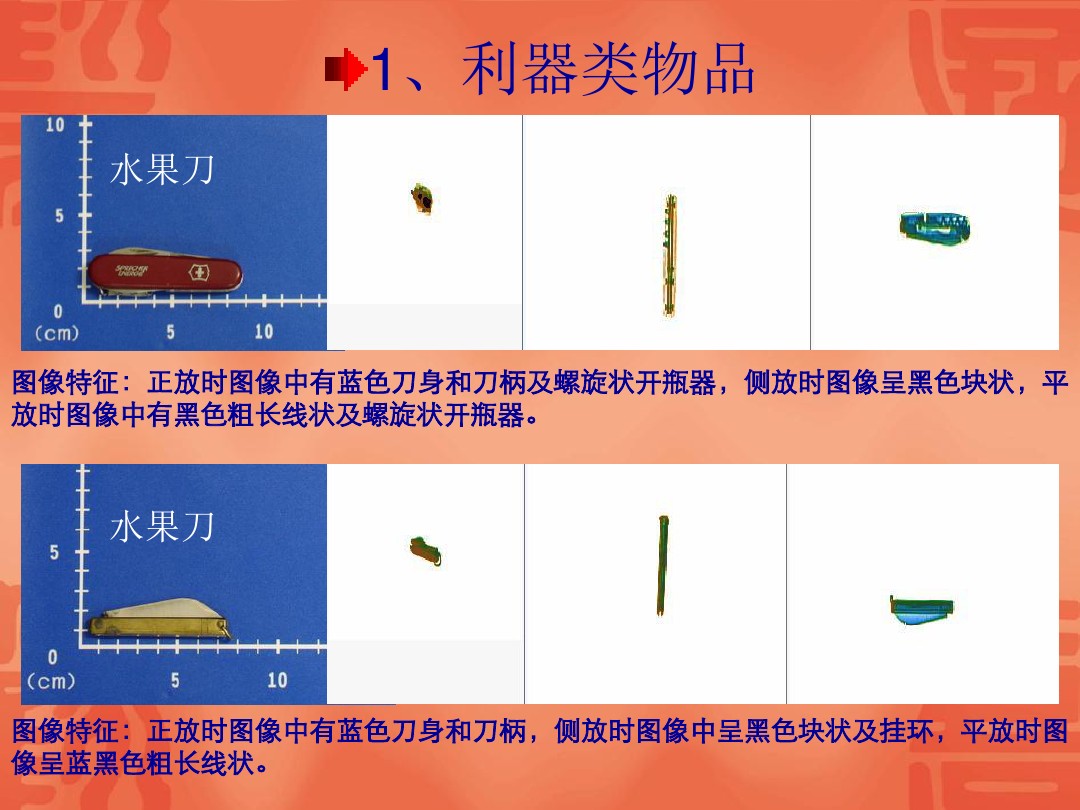 1、利器类物品
10
水果刀
5
SPRECHER
ENERGIE
0
(cm)
5
10
图像特征：正放时图像中有蓝色刀身和刀柄及螺旋状开瓶器，侧放时图像呈黑色块状，平
放时图像中有黑色粗长线状及螺旋状开瓶器。
水果刀
5
0
(cm)
5
10
图像特征：正放时图像中有蓝色刀身和刀柄，侧放时图像中呈黑色块状及挂环，平放时图
像呈蓝黑色粗长线状。